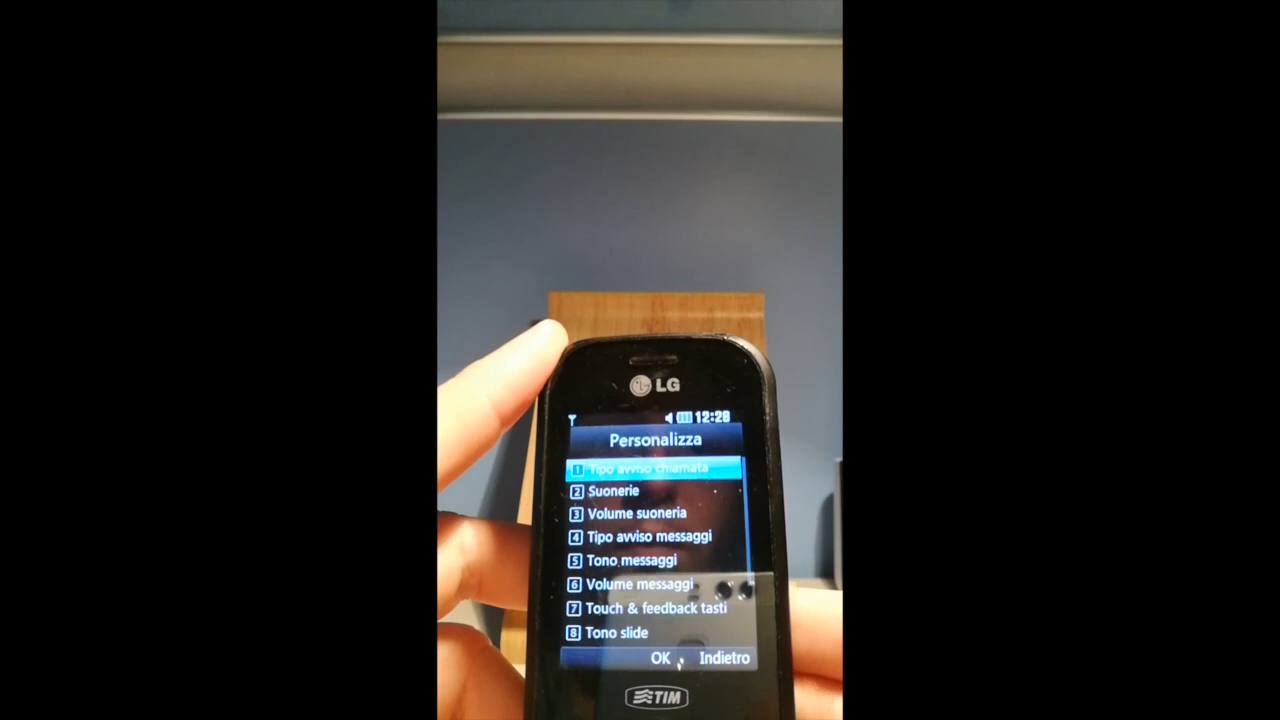 LG
12:28
Personalizza
1 Tipo avviso chiamata
2 Suonerie
3 Volume suoneria
4 Tipo avviso messaggi
5 Tono messaggi
6 Volume messaggi
7 Touch & feedback tasti
8 Tono slide
OK Indietro
TIM